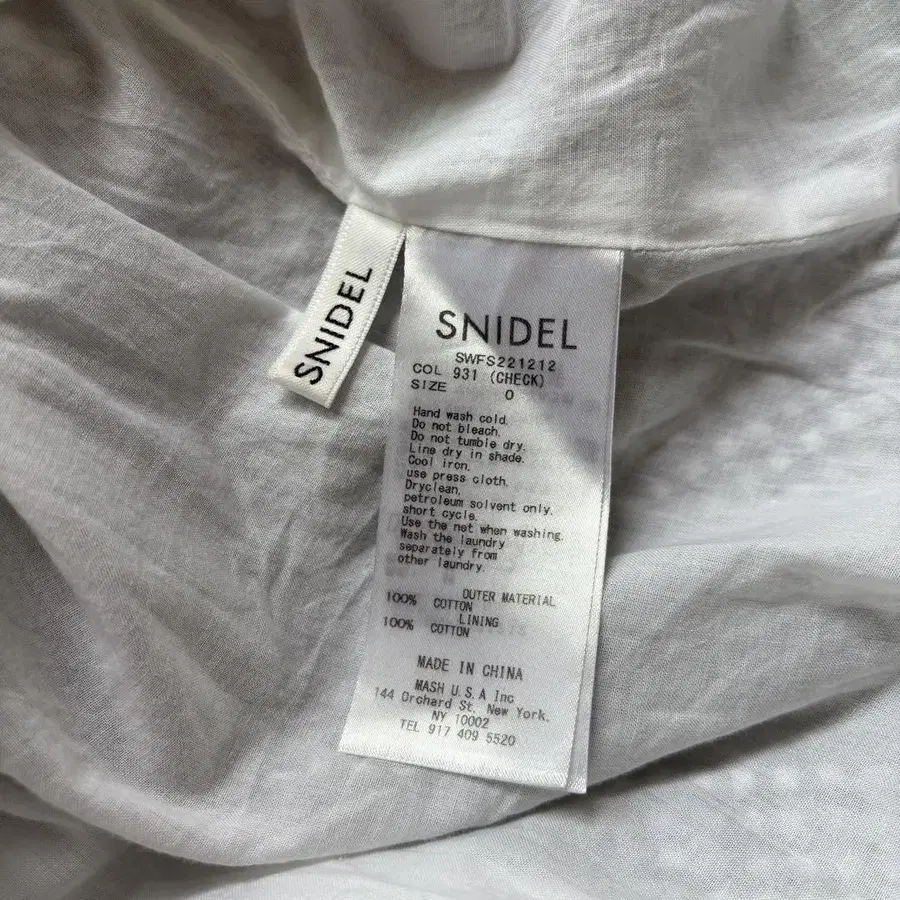 SNIDEL
SNIDEL
SWFS221212
COL 931 (CHECK)
SIZE 0
Hand wash cold.
Do not bleach.
Do not tumble dry.
Line dry in shade.
Cool iron.
use press cloth.
Dryclean,
petroleum solvent only.
short cycle.
Use the net when washing.
Wash the laundry
separately from
other laundry.
OUTER MATERIAL
100% COTTON
LINING
100% COTTON
MADE IN CHINA
MASH U.S.A Inc
144 Orchard St. New York.
NY 10002
TEL 917 409 5520